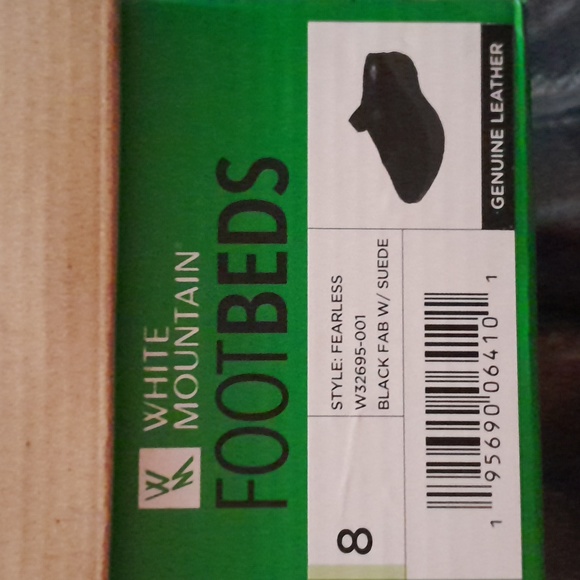 WHITE
MOUNTAIN
FOOTBEDS
GENUINE LEATHER
STYLE: FEARLESS
W32695-001
BLACK FAB W/ SUEDE
8
1 95690 06410 1